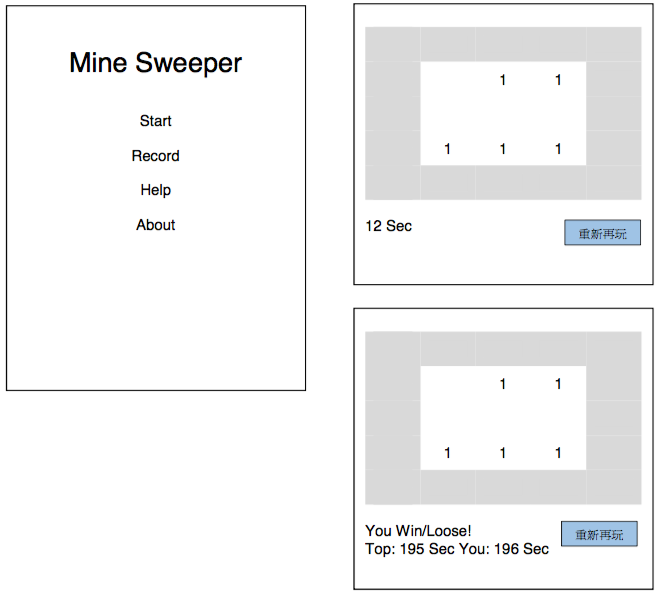 Mine Sweeper
Start
Record
Help
About
1 1
1 1 1
12 Sec
重新再玩
1 1
1 1 1
You Win/Loose!
重新再玩
Top: 195 Sec You: 196 Sec